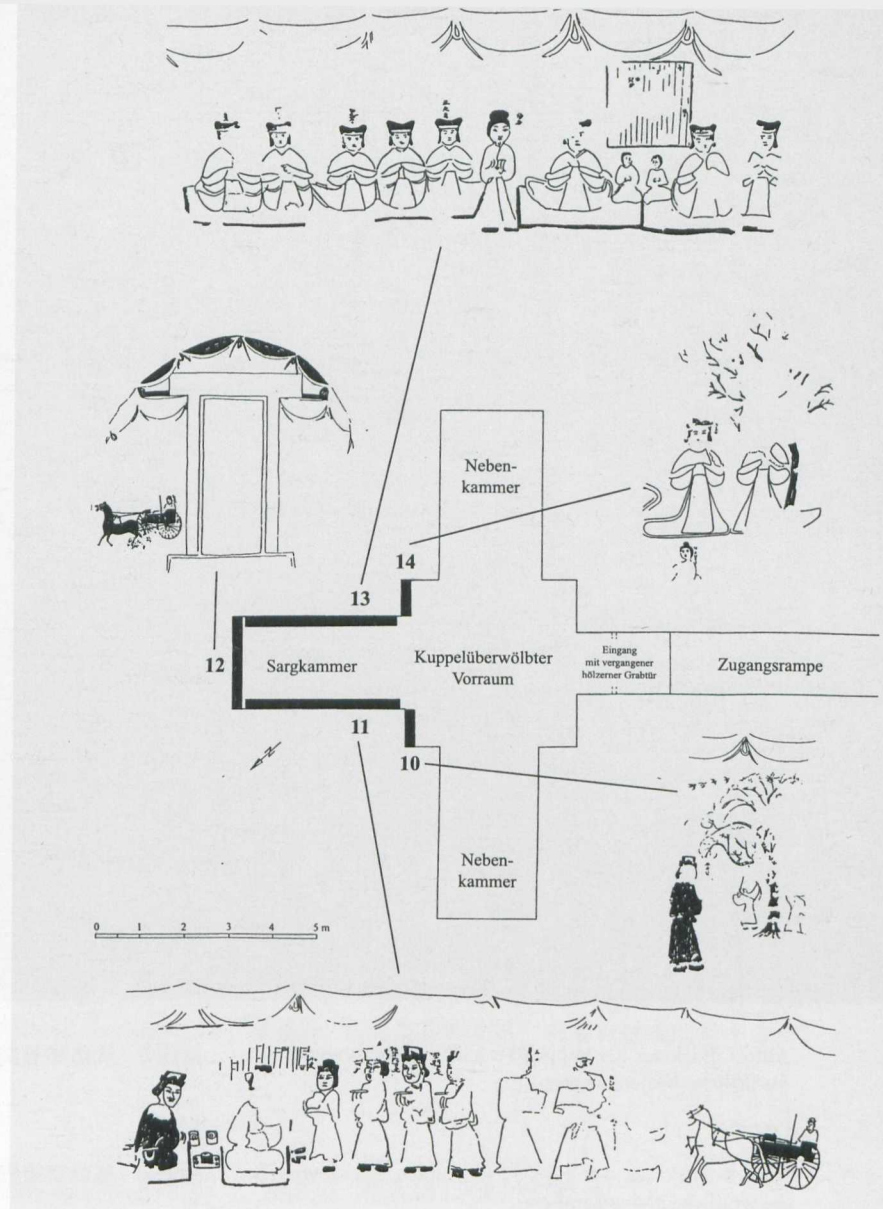 Neben-
kammer
14
13
12
Sargkammer
Kuppelüberwölbter
Vorraum
Eingang
mit vergangener
hölzerner Grabtür
Zugangsrampe
11
10
Neben-
kammer
0 1 2 3 4 5 m